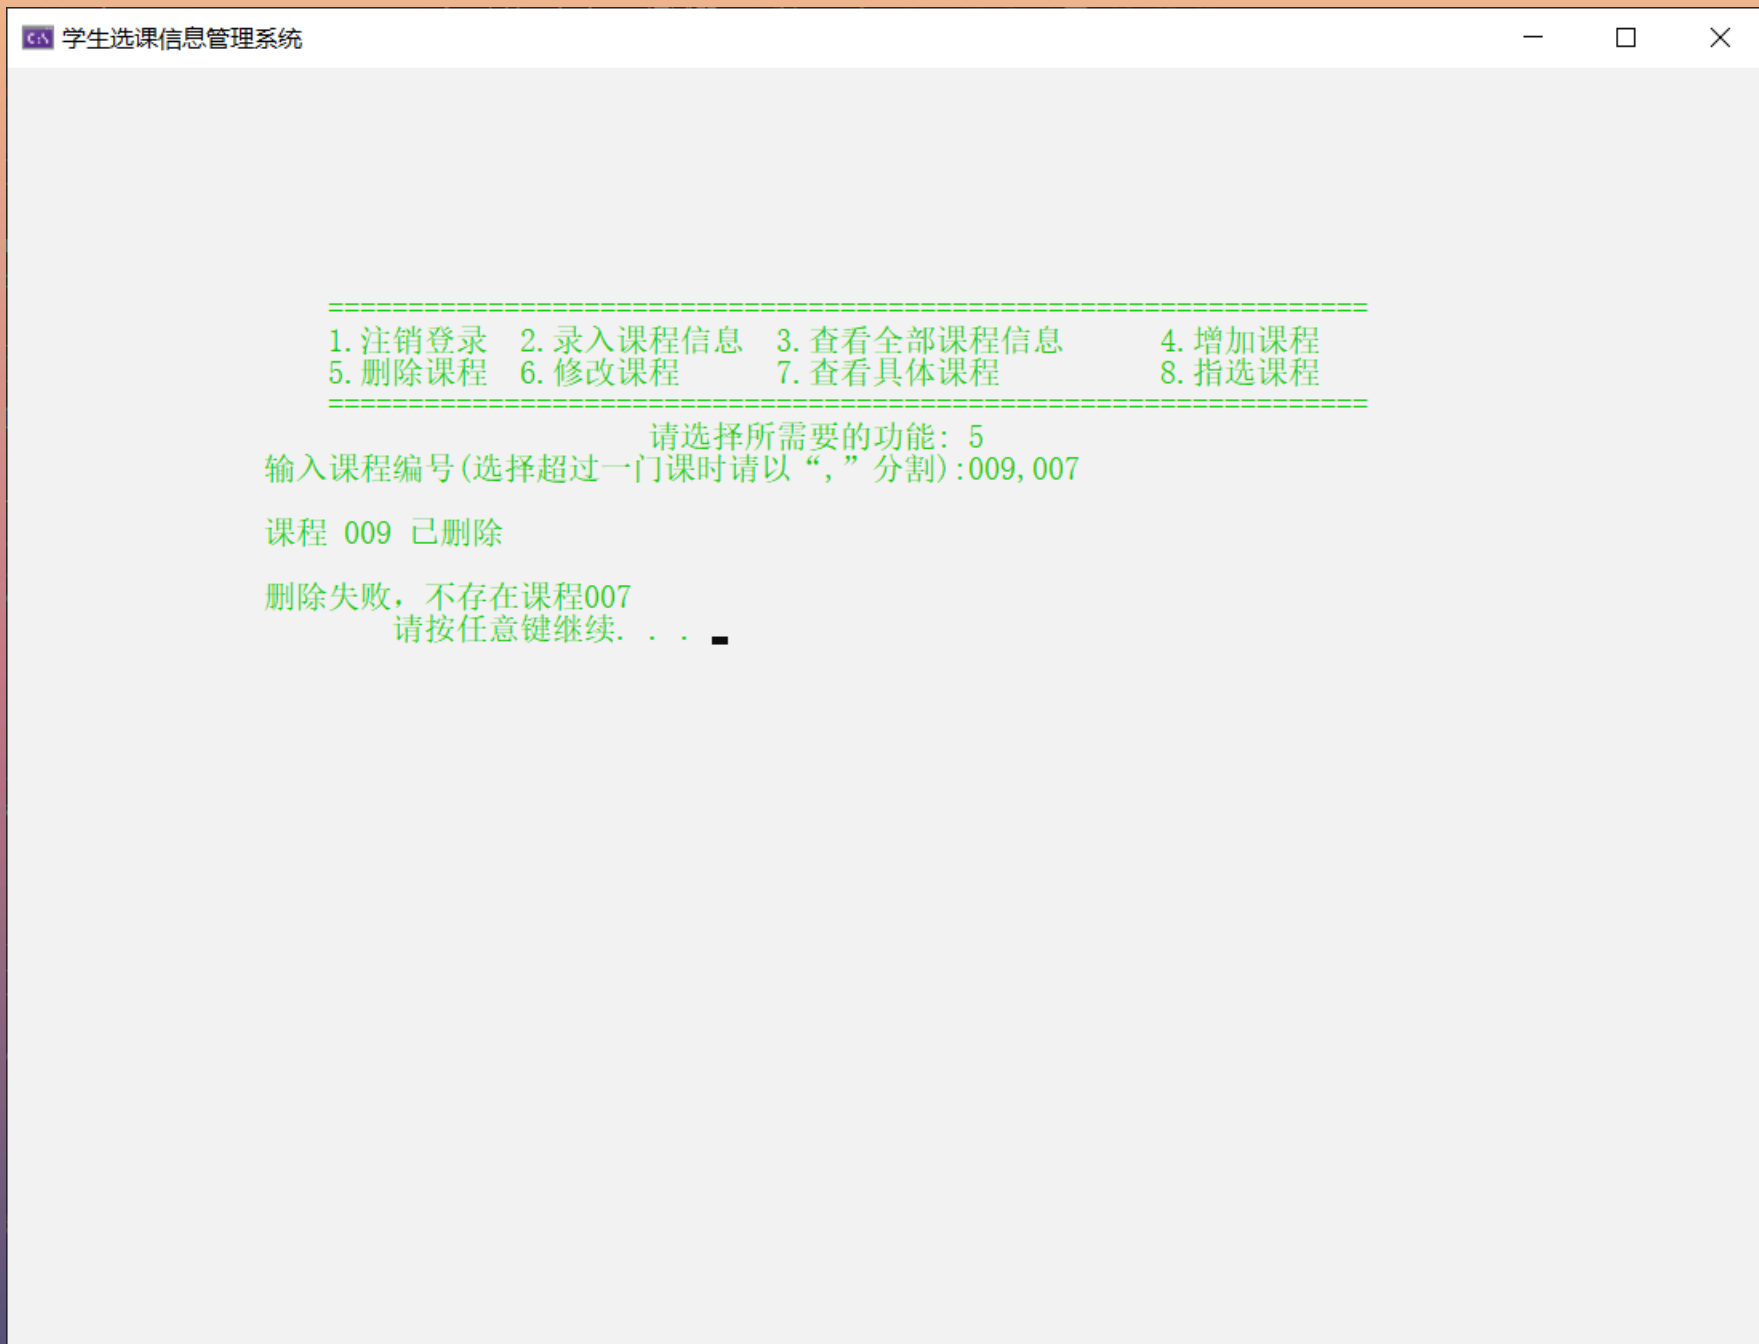 学生选课信息管理系统
=================================================================
1.注销登录 2.录入课程信息 3.查看全部课程信息 4.增加课程
5.删除课程 6.修改课程 7.查看具体课程 8.指选课程
=================================================================
请选择所需要的功能: 5
输入课程编号(选择超过一门课时请以“,”分割):009,007
课程 009 已删除
删除失败，不存在课程007
请按任意键继续. . .